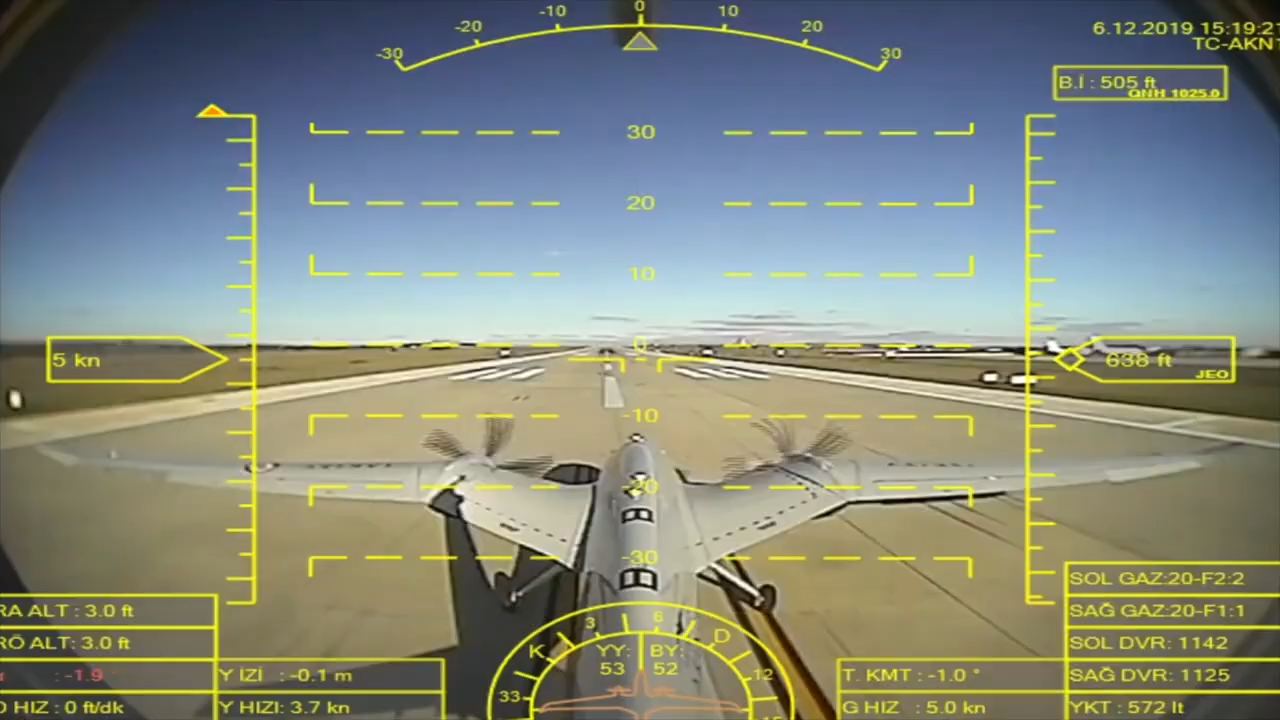 -30 -20 -10 0 10 20 30
6.12.2019 15:19:21
TC-AKN1
B.İ : 505 ft
QNH 1025.0
30
20
10
0
5 kn
638 ft
JEO
-10
-20
-30
SOL GAZ:20-F2:2
RA ALT : 3.0 ft
SAĞ GAZ:20-F1:1
RÖ ALT: 3.0 ft
SOL DVR: 1142
: -1.9
Y İZİ : -0.1 m
K 3 6 D 12 33
YY: 53
BY: 52
T. KMT : -1.0 °
SAĞ DVR: 1125
HIZ : 0 ft/dk
Y HIZI: 3.7 kn
G HIZ : 5.0 kn
YKT : 572 lt